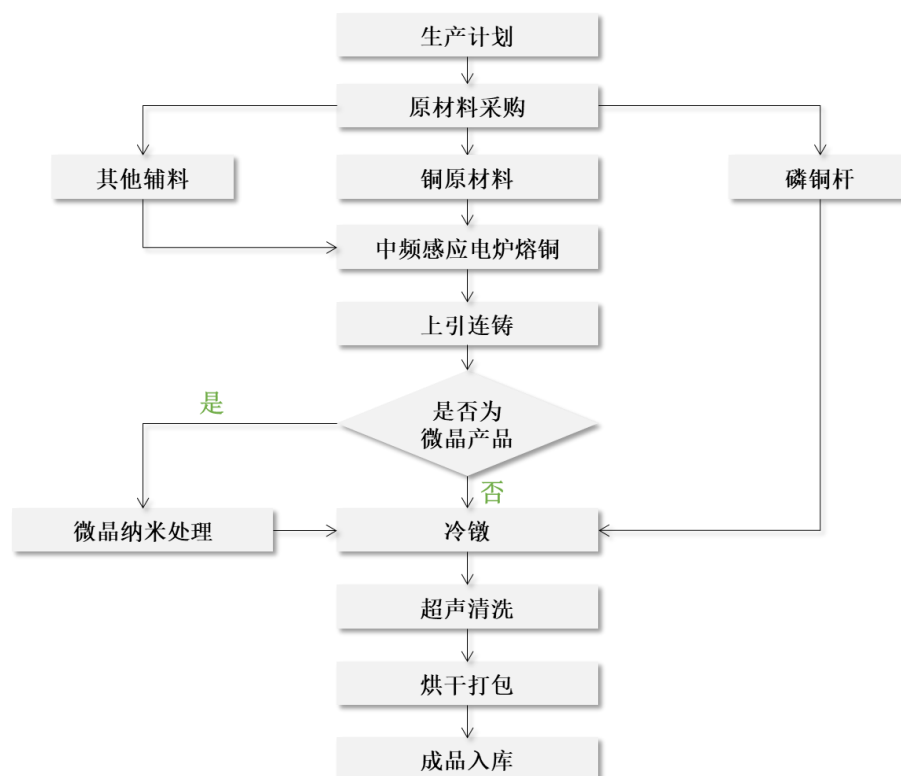 生产计划
原材料采购
其他辅料
铜原材料
磷铜杆
中频感应电炉熔铜
上引连铸
是
是否为
微晶产品
否
微晶纳米处理
冷镦
超声清洗
烘干打包
成品入库